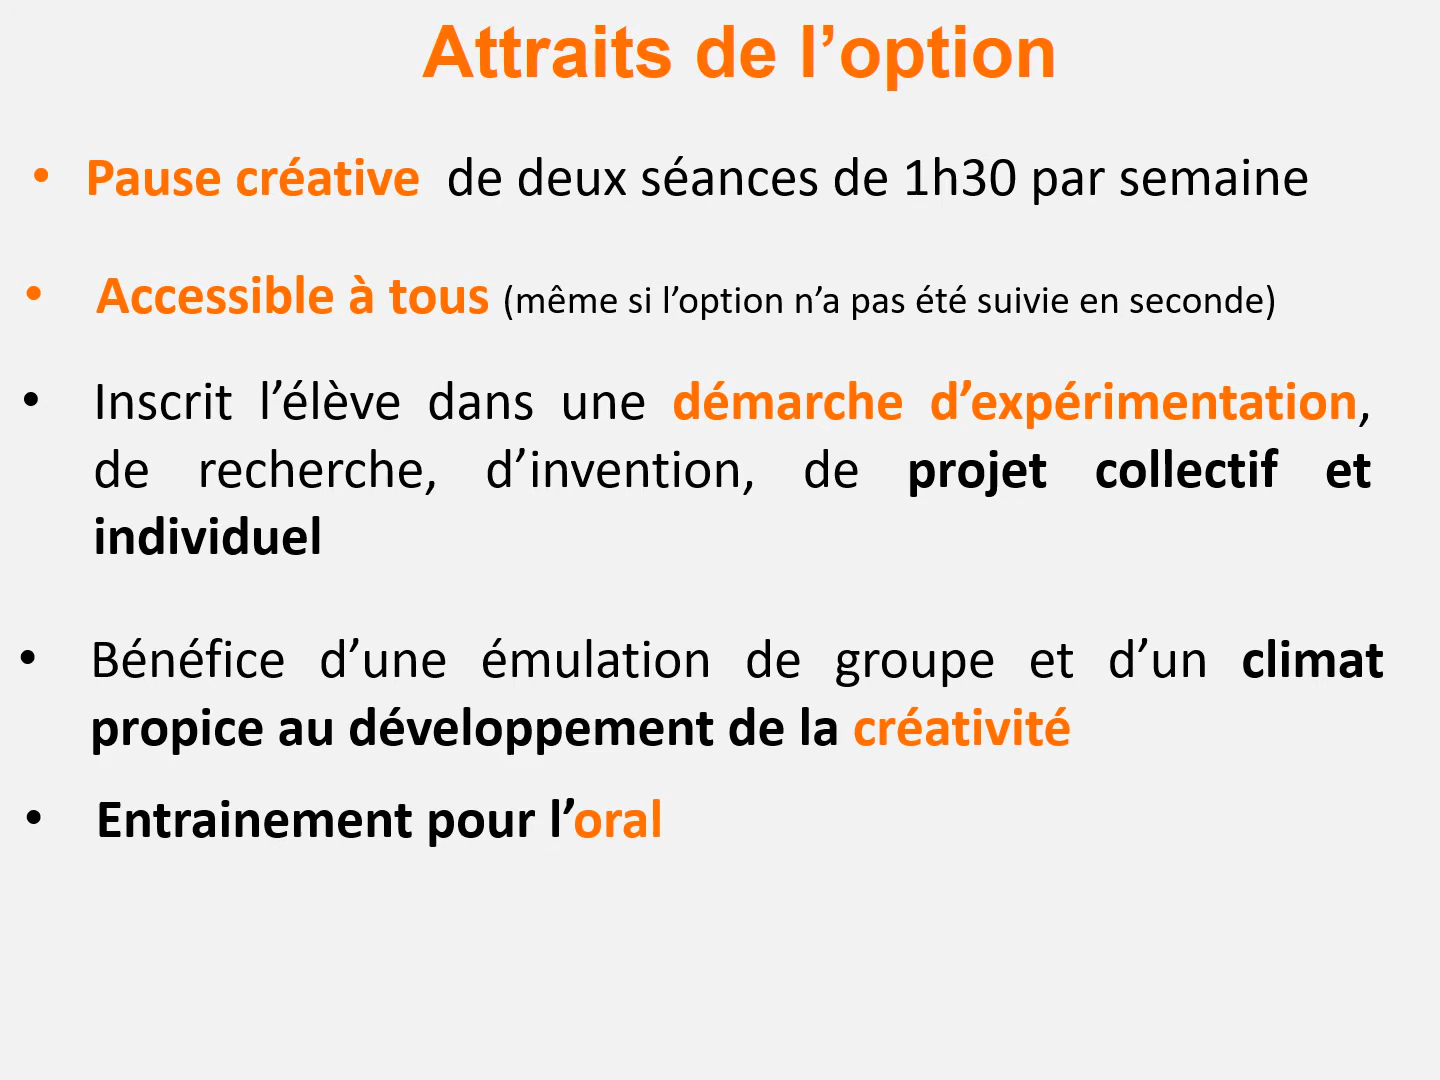 Attraits de l’option
• Pause créative de deux séances de 1h30 par semaine
• Accessible à tous (même si l’option n’a pas été suivie en seconde)
• Inscrit l’élève dans une démarche d’expérimentation,
de recherche, d’invention, de projet collectif et
individuel
• Bénéfice d’une émulation de groupe et d’un climat
propice au développement de la créativité
• Entrainement pour l’oral